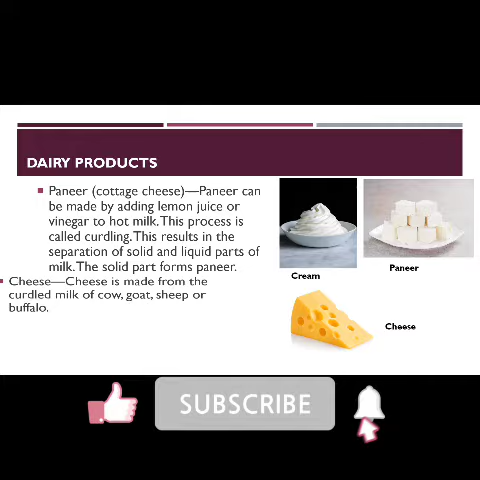 DAIRY PRODUCTS
Paneer (cottage cheese)—Paneer can
be made by adding lemon juice or
vinegar to hot milk. This process is
called curdling. This results in the
separation of solid and liquid parts of
milk. The solid part forms paneer.
Cheese—Cheese is made from the
curdled milk of cow, goat, sheep or
buffalo.
Cream
Paneer
Cheese
SUBSCRIBE